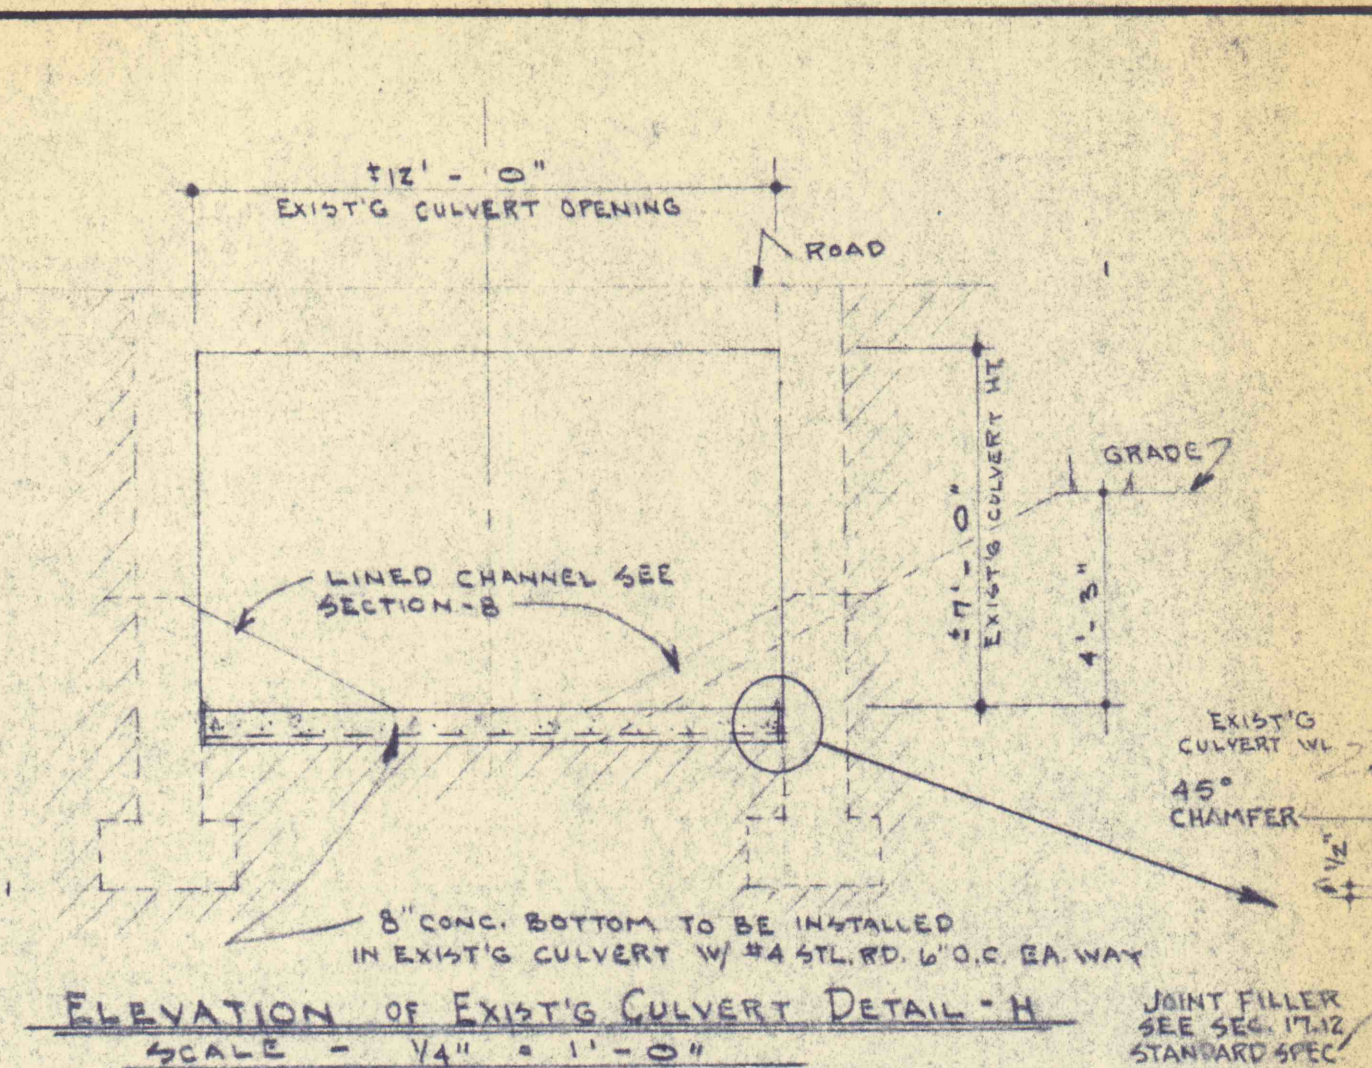 ±12' - 0"
EXIST'G CULVERT OPENING
ROAD
±7' - 0"
EXIST'G CULVERT HT.
GRADE
4' - 3"
LINED CHANNEL SEE
SECTION - 8
EXIST'G
CULVERT WL
45°
CHAMFER
1/2"
8" CONC. BOTTOM TO BE INSTALLED
IN EXIST'G CULVERT W/ #4 STL. RD. 6" O.C. EA. WAY
ELEVATION OF EXIST'G CULVERT DETAIL - H
SCALE - 1/4" = 1' - 0"
JOINT FILLER
SEE SEC. 17.12
STANDARD SPEC.